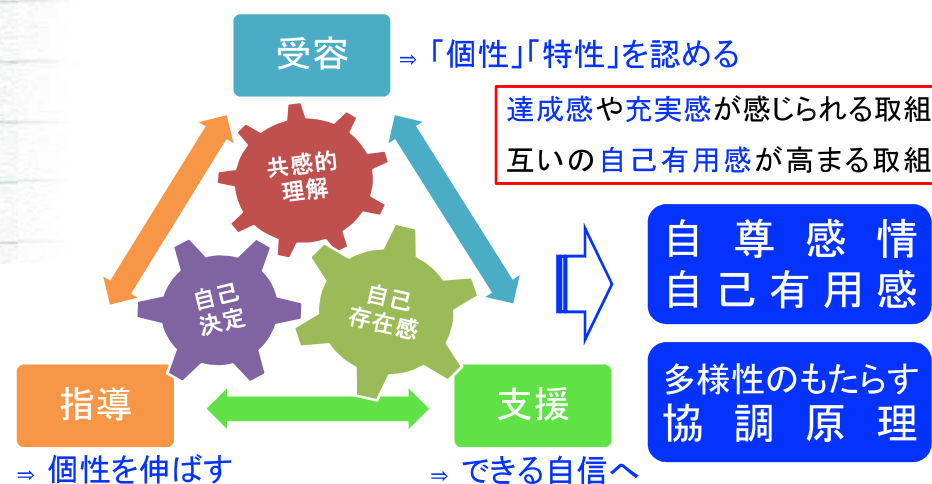 受容
⇒ 「個性」「特性」を認める
達成感や充実感が感じられる取組
互いの自己有用感が高まる取組
共感的
理解
自己
決定
自己
存在感
自尊感情
自己有用感
多様性のもたらす
協調原理
指導
⇒ 個性を伸ばす
支援
⇒ できる自信へ